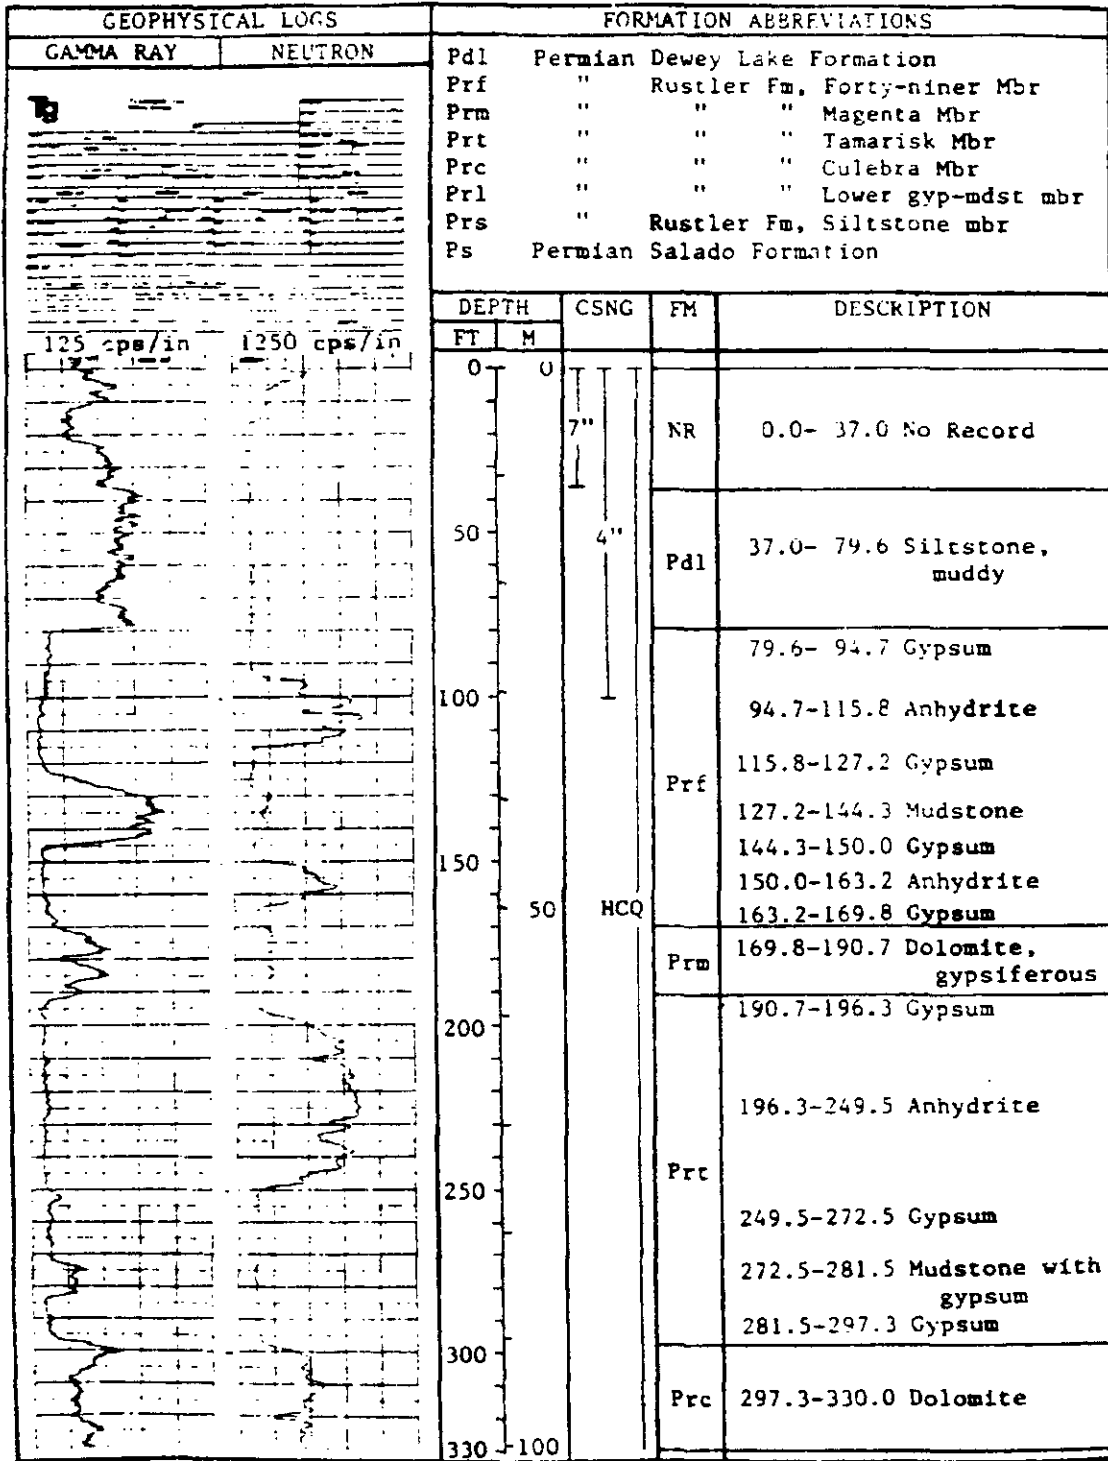 GEOPHYSICAL LOGS
GAMMA RAY NEUTRON
125 cps/in 1250 cps/in
FORMATION ABBREVIATIONS
Pdl Permian Dewey Lake Formation
Prf " Rustler Fm, Forty-niner Mbr
Prm " " " Magenta Mbr
Prt " " " Tamarisk Mbr
Prc " " " Culebra Mbr
Prl " " " Lower gyp-mdst mbr
Prs " Rustler Fm, Siltstone mbr
Ps Permian Salado Formation
DEPTH CSNG FM DESCRIPTION
FT M
0 0
7" NR 0.0- 37.0 No Record
50 4" Pdl 37.0- 79.6 Siltstone,
muddy
79.6- 94.7 Gypsum
100 94.7-115.8 Anhydrite
115.8-127.2 Gypsum
Prf
127.2-144.3 Mudstone
144.3-150.0 Gypsum
150
150.0-163.2 Anhydrite
50 HCQ
163.2-169.8 Gypsum
Prm 169.8-190.7 Dolomite,
gypsiferous
190.7-196.3 Gypsum
200
196.3-249.5 Anhydrite
Prt
250
249.5-272.5 Gypsum
272.5-281.5 Mudstone with
gypsum
281.5-297.3 Gypsum
300
Prc 297.3-330.0 Dolomite
330 100